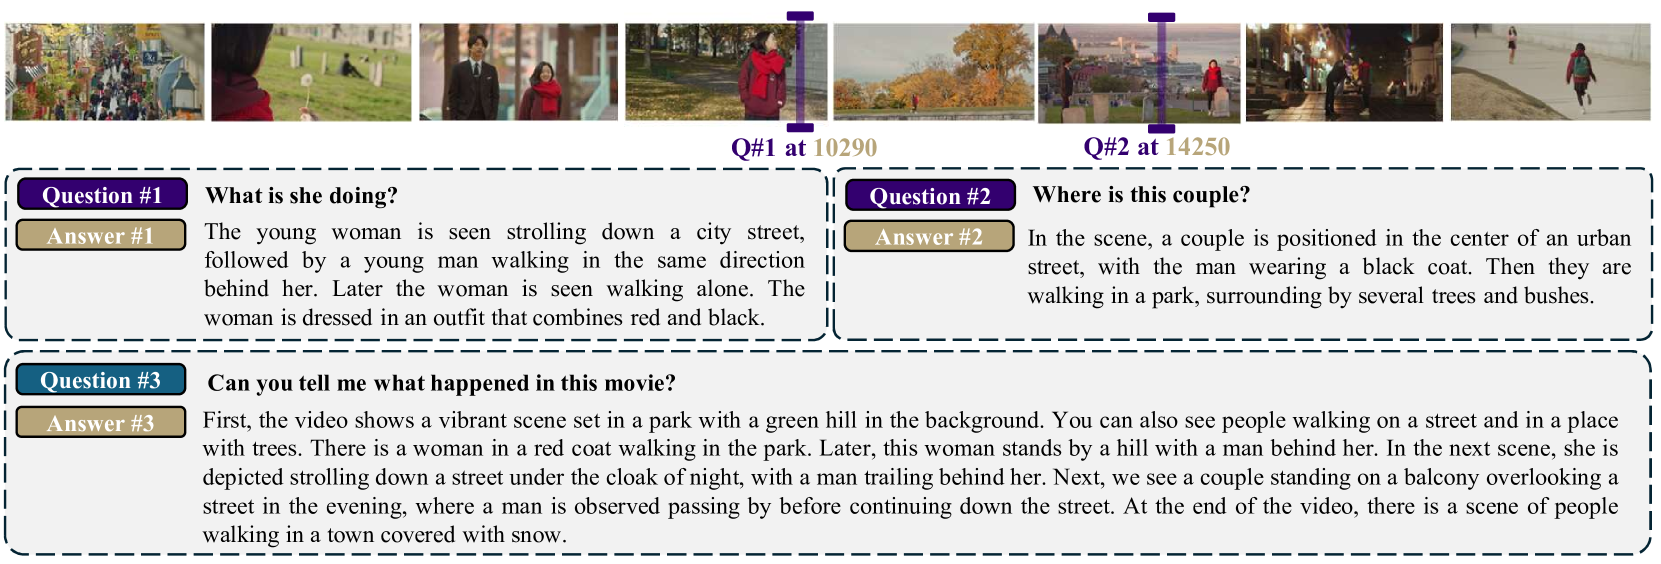 Q#1 at 10290
Q#2 at 14250
Question #1
What is she doing?
Answer #1
The young woman is seen strolling down a city street,
followed by a young man walking in the same direction
behind her. Later the woman is seen walking alone. The
woman is dressed in an outfit that combines red and black.
Question #2
Where is this couple?
Answer #2
In the scene, a couple is positioned in the center of an urban
street, with the man wearing a black coat. Then they are
walking in a park, surrounding by several trees and bushes.
Question #3
Can you tell me what happened in this movie?
Answer #3
First, the video shows a vibrant scene set in a park with a green hill in the background. You can also see people walking on a street and in a place
with trees. There is a woman in a red coat walking in the park. Later, this woman stands by a hill with a man behind her. In the next scene, she is
depicted strolling down a street under the cloak of night, with a man trailing behind her. Next, we see a couple standing on a balcony overlooking a
street in the evening, where a man is observed passing by before continuing down the street. At the end of the video, there is a scene of people
walking in a town covered with snow.